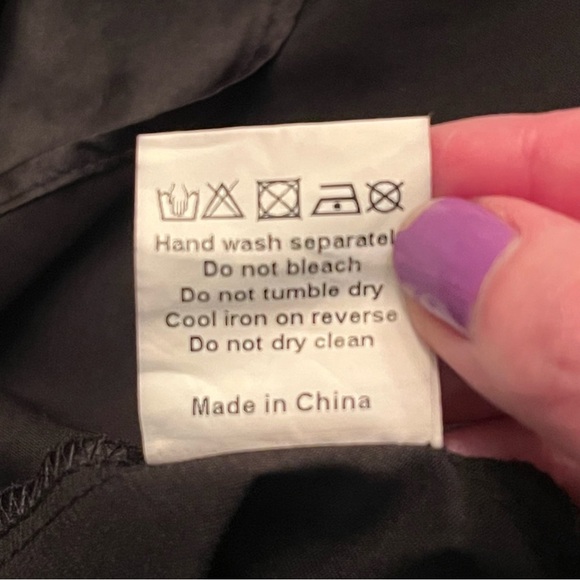 Hand wash separatel
Do not bleach
Do not tumble dry
Cool iron on reverse
Do not dry clean
Made in China